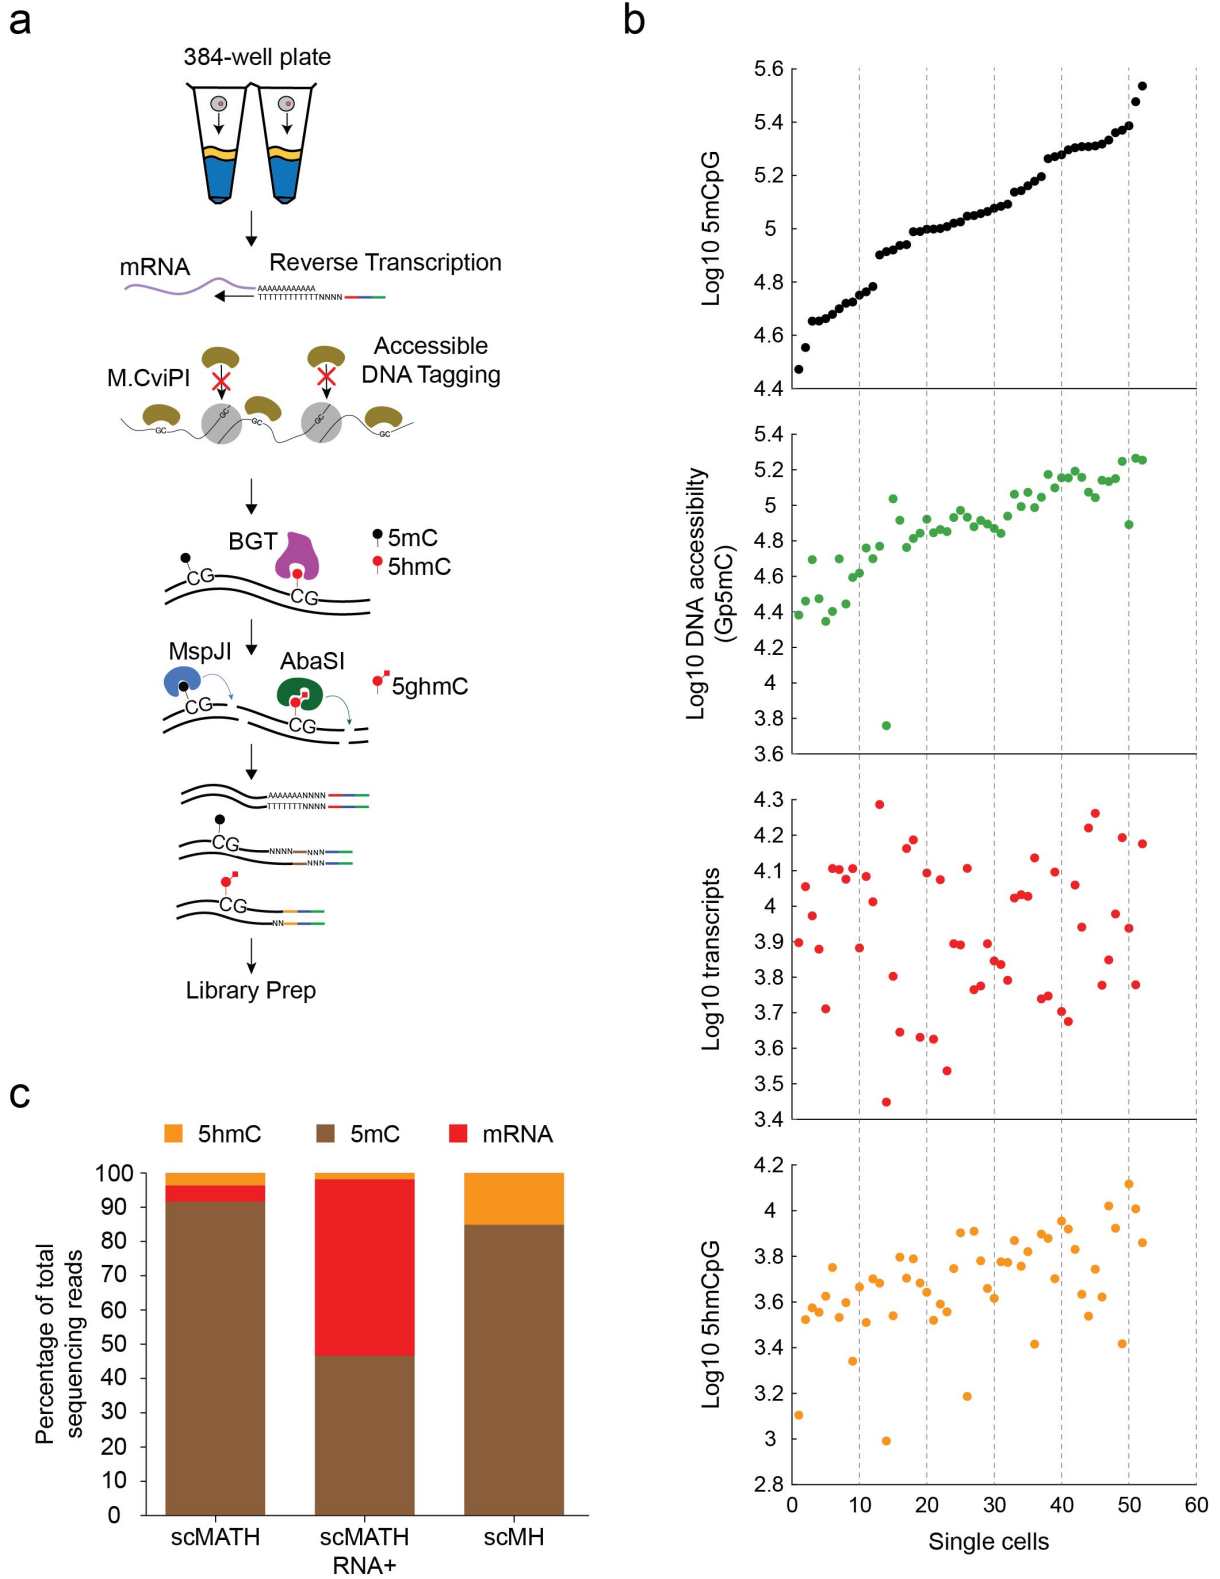 a
384-well plate
mRNA
Reverse Transcription
AAAAAAAAAAAA
TTTTTTTTTTTTNNNN
Accessible
DNA Tagging
M.CviPI
GC
GC
GC
GC
GC
BGT
5mC
5hmC
CG
CG
MspJI
AbaSI
5ghmC
CG
CG
AAAAAAANNNN
TTTTTTTNNNN
CG
NNNN
NNN
NNN
CG
NN
Library Prep
b
Log10 5mCpG
5.6
5.4
5.2
5
4.8
4.6
4.4
Log10 DNA accessibilty
(Gp5mC)
5.4
5.2
5
4.8
4.6
4.4
4.2
4
3.8
3.6
Log10 transcripts
4.3
4.2
4.1
4
3.9
3.8
3.7
3.6
3.5
3.4
Log10 5hmCpG
4.2
4
3.8
3.6
3.4
3.2
3
2.8
0 10 20 30 40 50 60
Single cells
c
5hmC 5mC mRNA
Percentage of total
sequencing reads
100
90
80
70
60
50
40
30
20
10
0
scMATH scMATH scMH
RNA+